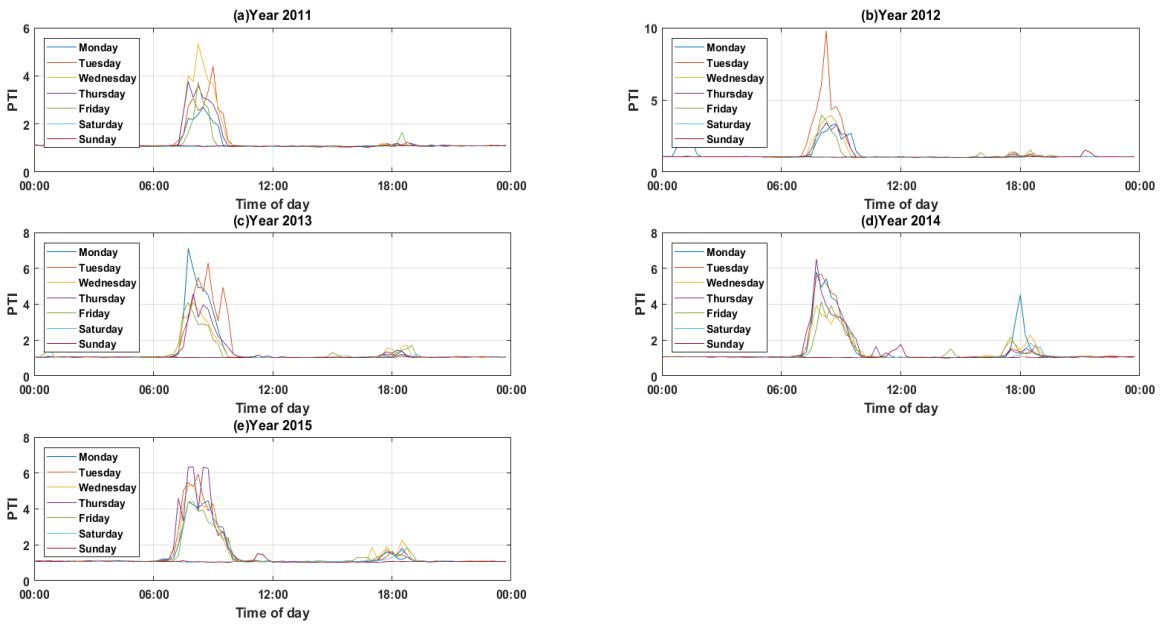 (a)Year 2011
6
4
2
0
PTI
Monday
Tuesday
Wednesday
Thursday
Friday
Saturday
Sunday
00:00 06:00 12:00 18:00 00:00
Time of day
(b)Year 2012
10
5
0
PTI
Monday
Tuesday
Wednesday
Thursday
Friday
Saturday
Sunday
00:00 06:00 12:00 18:00 00:00
Time of day
(c)Year 2013
8
6
4
2
0
PTI
Monday
Tuesday
Wednesday
Thursday
Friday
Saturday
Sunday
00:00 06:00 12:00 18:00 00:00
Time of day
(d)Year 2014
8
6
4
2
0
PTI
Monday
Tuesday
Wednesday
Thursday
Friday
Saturday
Sunday
00:00 06:00 12:00 18:00 00:00
Time of day
(e)Year 2015
8
6
4
2
0
PTI
Monday
Tuesday
Wednesday
Thursday
Friday
Saturday
Sunday
00:00 06:00 12:00 18:00 00:00
Time of day